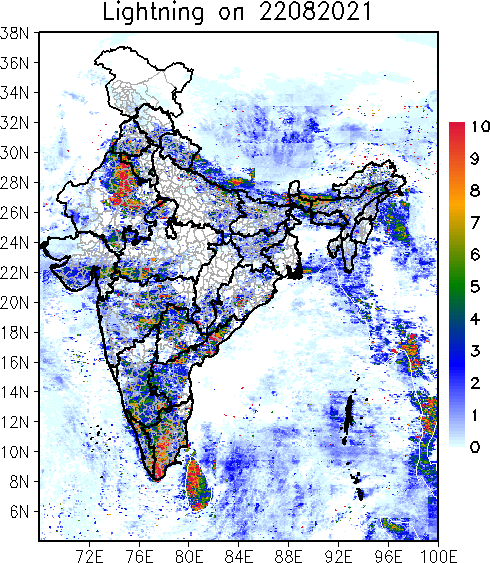 Lightning on 22082021
38N
36N
34N
32N
30N
28N
26N
24N
22N
20N
18N
16N
14N
12N
10N
8N
6N
72E 76E 80E 84E 88E 92E 96E 100E
10
9
8
7
6
5
4
3
2
1
0